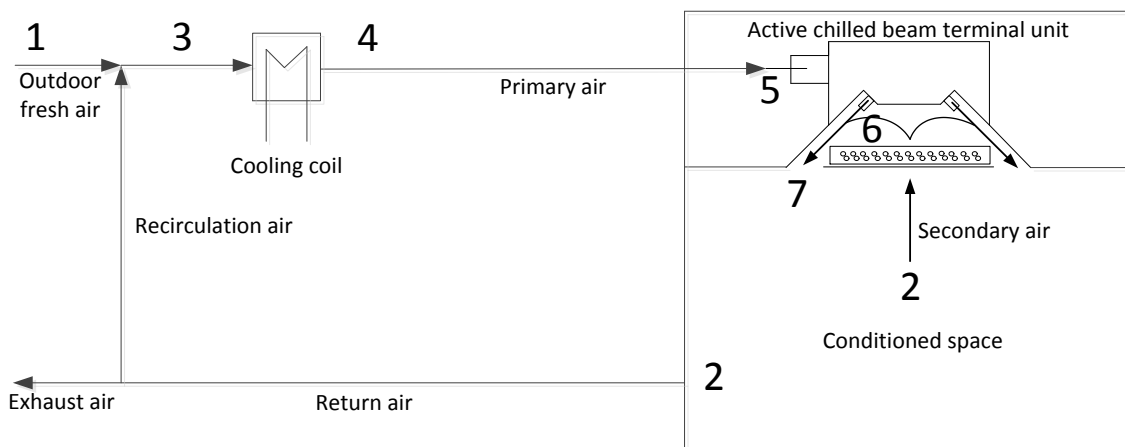 1
3
4
Active chilled beam terminal unit
Outdoor
fresh air
Primary air
5
6
Cooling coil
7
Recirculation air
Secondary air
2
Conditioned space
2
Exhaust air
Return air